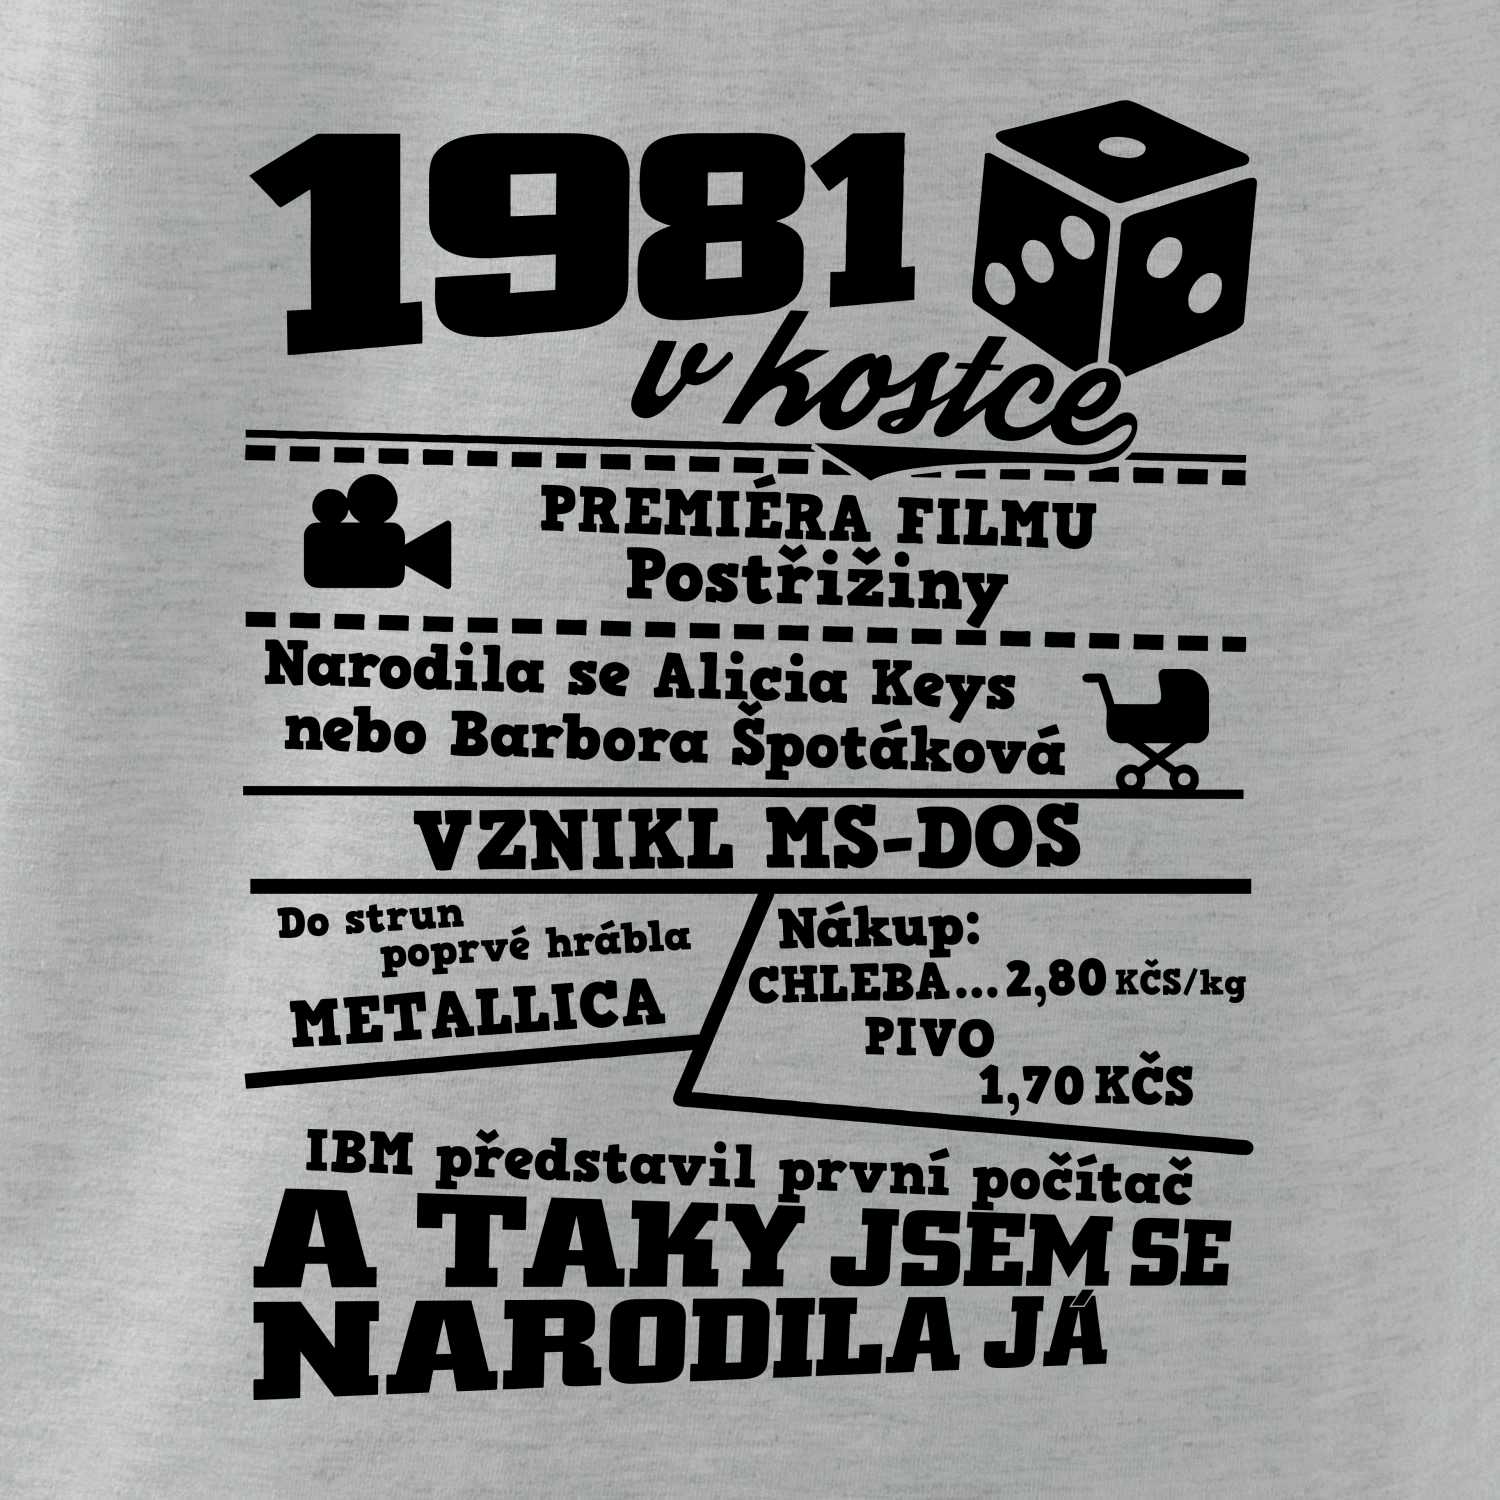 1981
v kostce
PREMIÉRA FILMU
Postřižiny
Narodila se Alicia Keys
nebo Barbora Špotáková
VZNIKL MS-DOS
Do strun
poprvé hrábla
METALLICA
Nákup:
CHLEBA...2,80 KČS/kg
PIVO
1,70 KČS
IBM představil první počítač
A TAKY JSEM SE
NARODILA JÁ